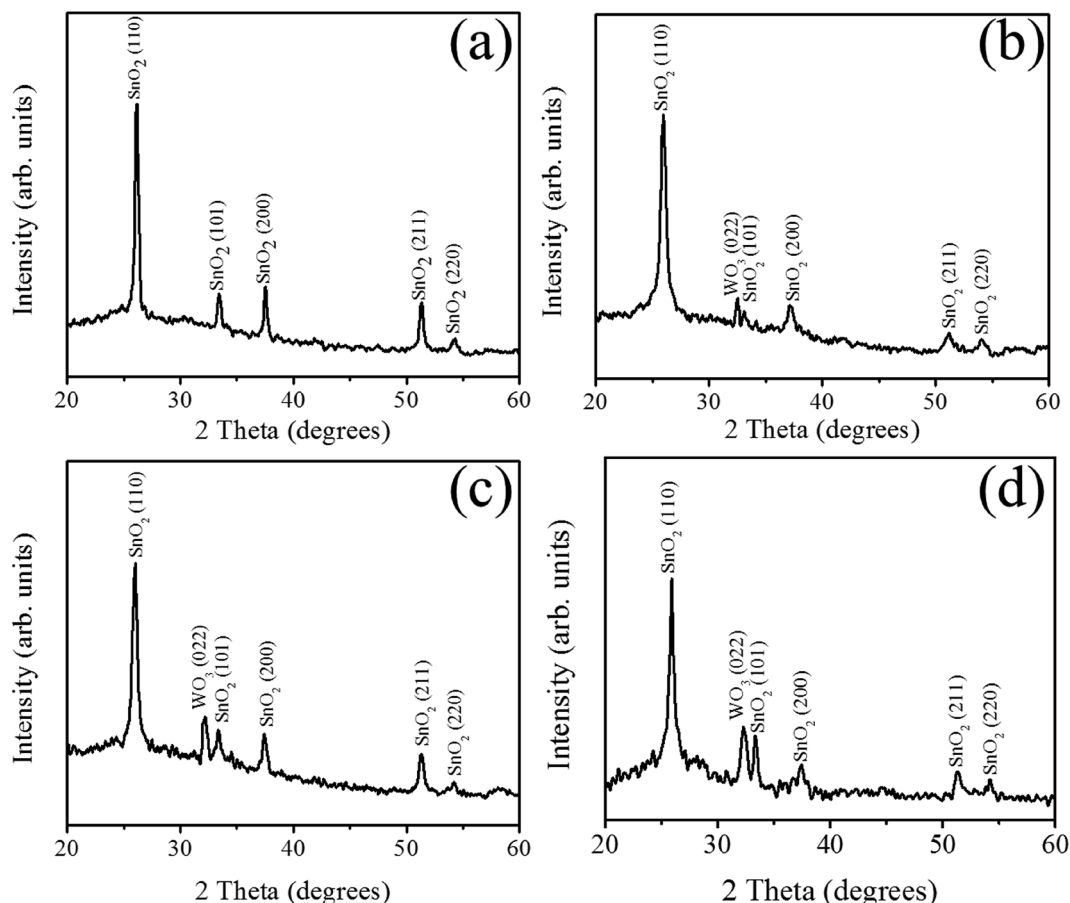 (a)
Intensity (arb. units)
SnO₂ (110)
SnO₂ (101)
SnO₂ (200)
SnO₂ (211)
SnO₂ (220)
20 30 40 50 60
2 Theta (degrees)
(b)
Intensity (arb. units)
SnO₂ (110)
WO₃ (022)
SnO₂ (101)
SnO₂ (200)
SnO₂ (211)
SnO₂ (220)
20 30 40 50 60
2 Theta (degrees)
(c)
Intensity (arb. units)
SnO₂ (110)
WO₃ (022)
SnO₂ (101)
SnO₂ (200)
SnO₂ (211)
SnO₂ (220)
20 30 40 50 60
2 Theta (degrees)
(d)
Intensity (arb. units)
SnO₂ (110)
WO₃ (022)
SnO₂ (101)
SnO₂ (200)
SnO₂ (211)
SnO₂ (220)
20 30 40 50 60
2 Theta (degrees)